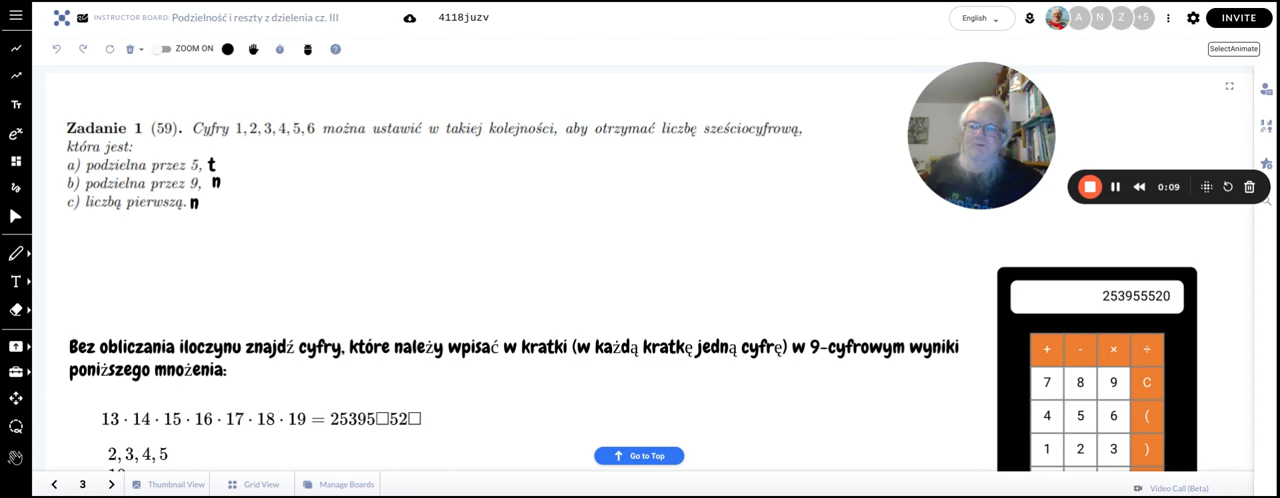 INSTRUCTOR BOARD: Podzielność i reszty z dzielenia cz. III
4118juzv
English
A N Z +5
INVITE
ZOOM ON
SelectAnimate
Zadanie 1 (59). Cyfry 1, 2, 3, 4, 5, 6 można ustawić w takiej kolejności, aby otrzymać liczbę sześciocyfrową,
która jest:
a) podzielna przez 5, t
b) podzielna przez 9, n
c) liczbą pierwszą. n
0:09
253955520
+ - × ÷
7 8 9 C
4 5 6 (
1 2 3 )
Bez obliczania iloczynu znajdź cyfry, które należy wpisać w kratki (w każdą kratkę jedną cyfrę) w 9-cyfrowym wyniki
poniższego mnożenia:
13 · 14 · 15 · 16 · 17 · 18 · 19 = 25395□52□
2, 3, 4, 5
Go to Top
3
Thumbnail View
Grid View
Manage Boards
Video Call (Beta)